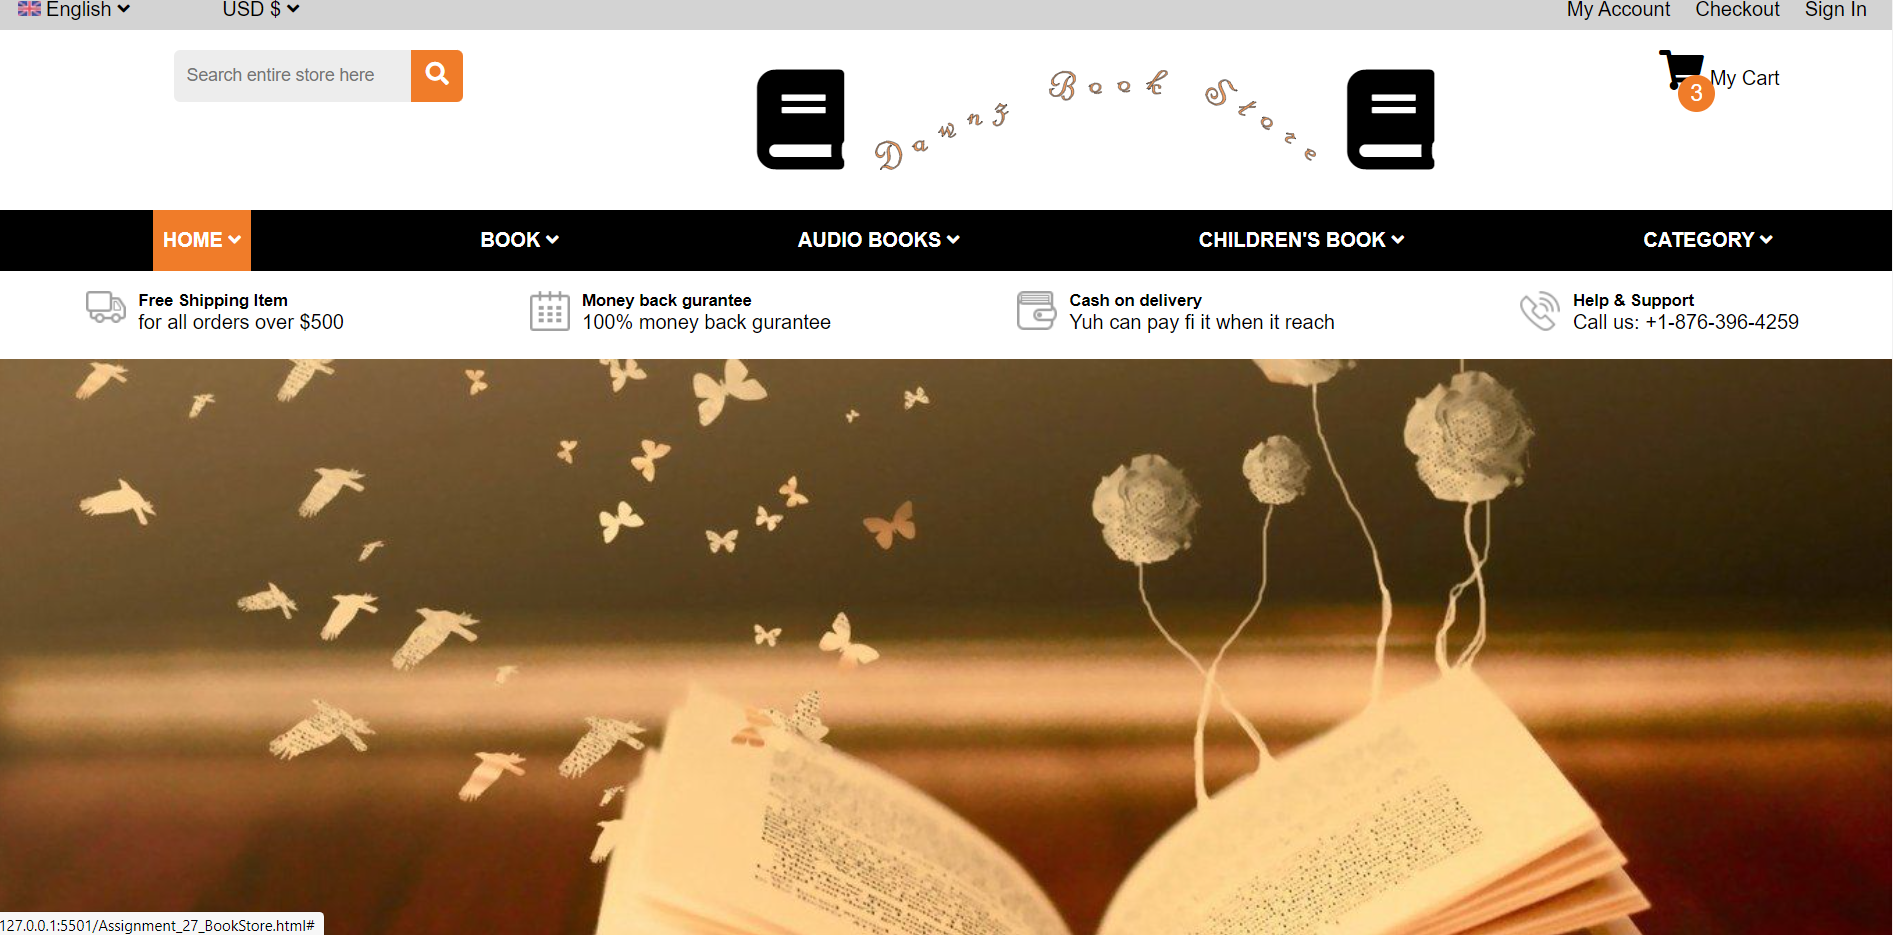 English USD $ My Account Checkout Sign In
Search entire store here
DawnZ Book Store
My Cart
3
HOME BOOK AUDIO BOOKS CHILDREN'S BOOK CATEGORY
Free Shipping Item
for all orders over $500
Money back gurantee
100% money back gurantee
Cash on delivery
Yuh can pay fi it when it reach
Help & Support
Call us: +1-876-396-4259
127.0.0.1:5501/Assignment_27_BookStore.html#